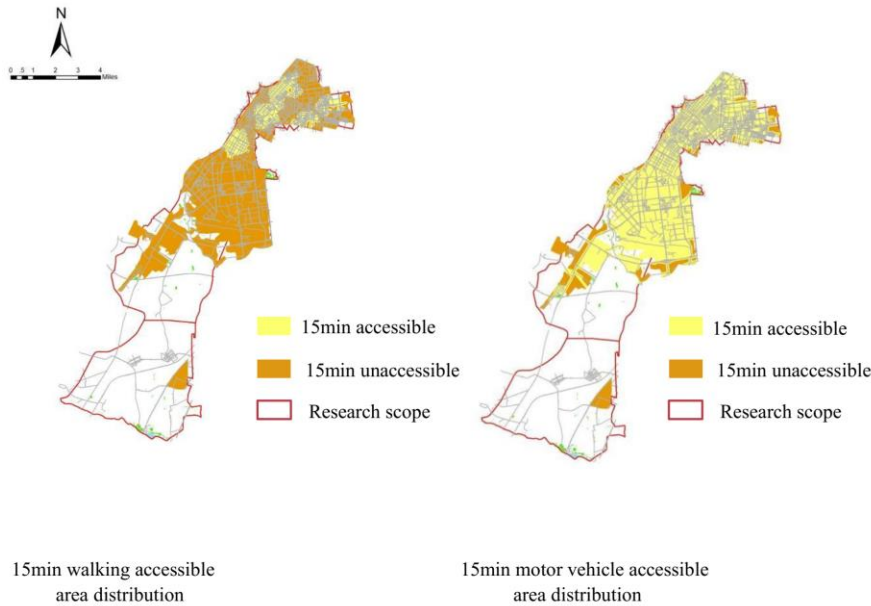 N
0 .5 1 2 3 4
Miles
15min accessible
15min unaccessible
Research scope
15min accessible
15min unaccessible
Research scope
15min walking accessible
area distribution
15min motor vehicle accessible
area distribution